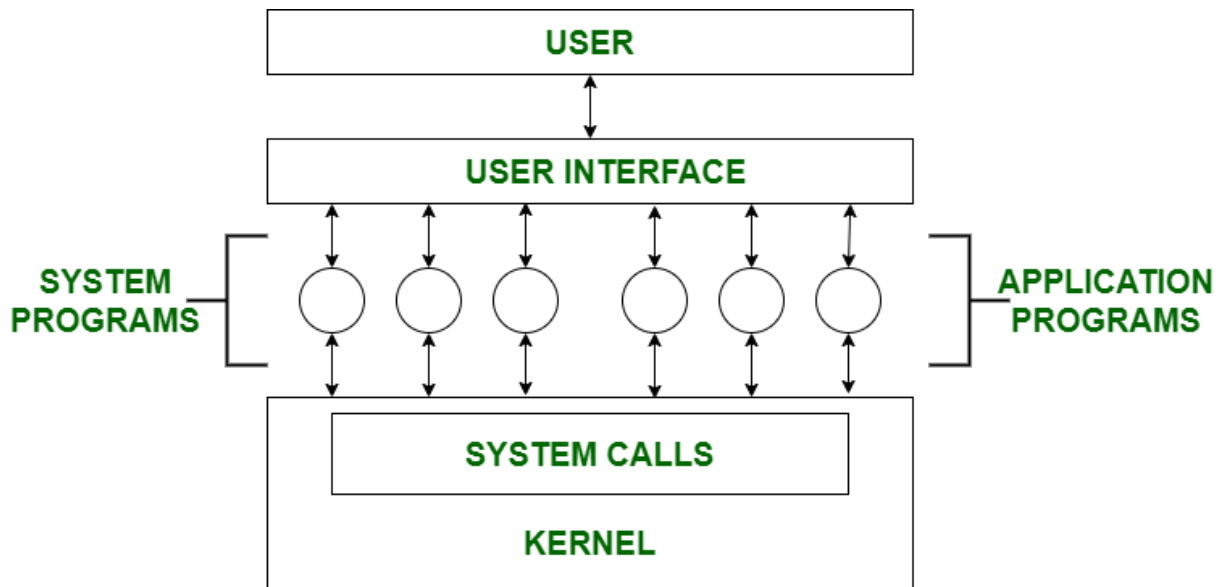 USER
USER INTERFACE
SYSTEM
PROGRAMS
APPLICATION
PROGRAMS
SYSTEM CALLS
KERNEL